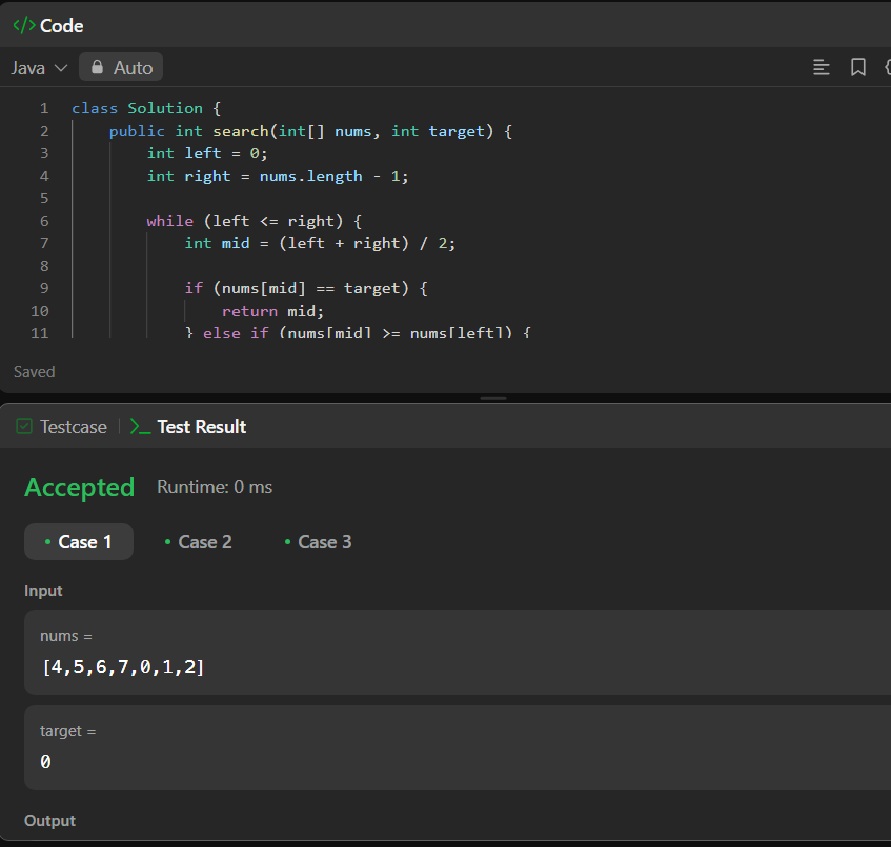 </> Code
Java Auto
1 class Solution {
2 public int search(int[] nums, int target) {
3 int left = 0;
4 int right = nums.length - 1;
5
6 while (left <= right) {
7 int mid = (left + right) / 2;
8
9 if (nums[mid] == target) {
10 return mid;
11 } else if (nums[mid] >= nums[left]) {
Saved
Testcase >_ Test Result
Accepted Runtime: 0 ms
• Case 1 • Case 2 • Case 3
Input
nums =
[4,5,6,7,0,1,2]
target =
0
Output